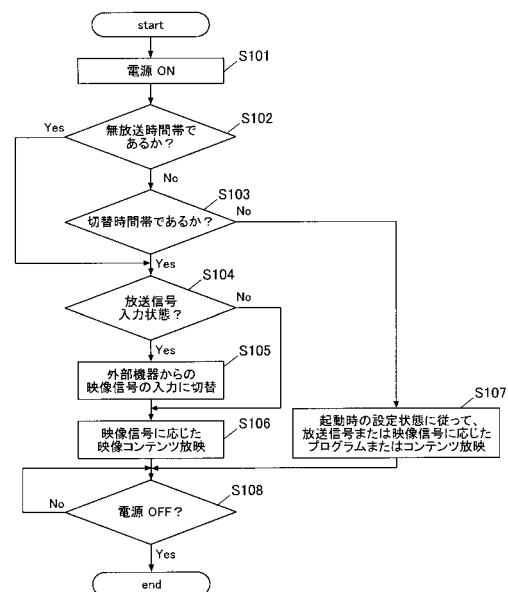 start
S101
電源 ON
S102
Yes
無放送時間帯で
あるか？
No
S103
切替時間帯であるか？
No
Yes
S104
放送信号
入力状態？
No
Yes
S105
外部機器からの
映像信号の入力に切替
S106
映像信号に応じた
映像コンテンツ放映
S107
起動時の設定状態に従って、
放送信号または映像信号に応じた
プログラムまたはコンテンツ放映
S108
No
電源 OFF？
Yes
end